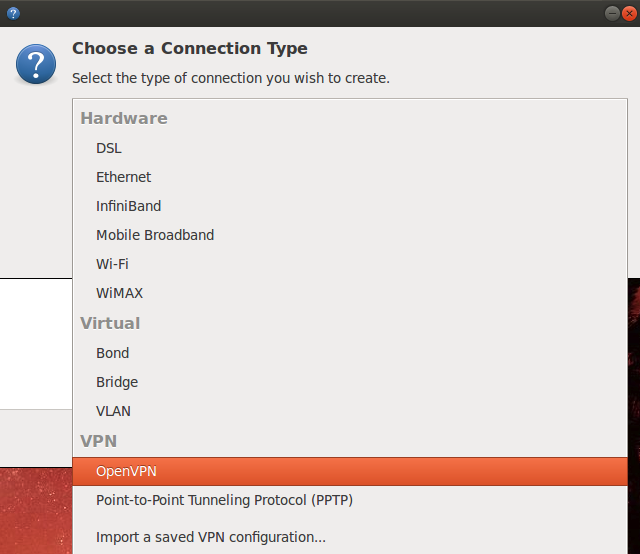 Choose a Connection Type
Select the type of connection you wish to create.
Hardware
DSL
Ethernet
InfiniBand
Mobile Broadband
Wi-Fi
WiMAX
Virtual
Bond
Bridge
VLAN
VPN
OpenVPN
Point-to-Point Tunneling Protocol (PPTP)
Import a saved VPN configuration...